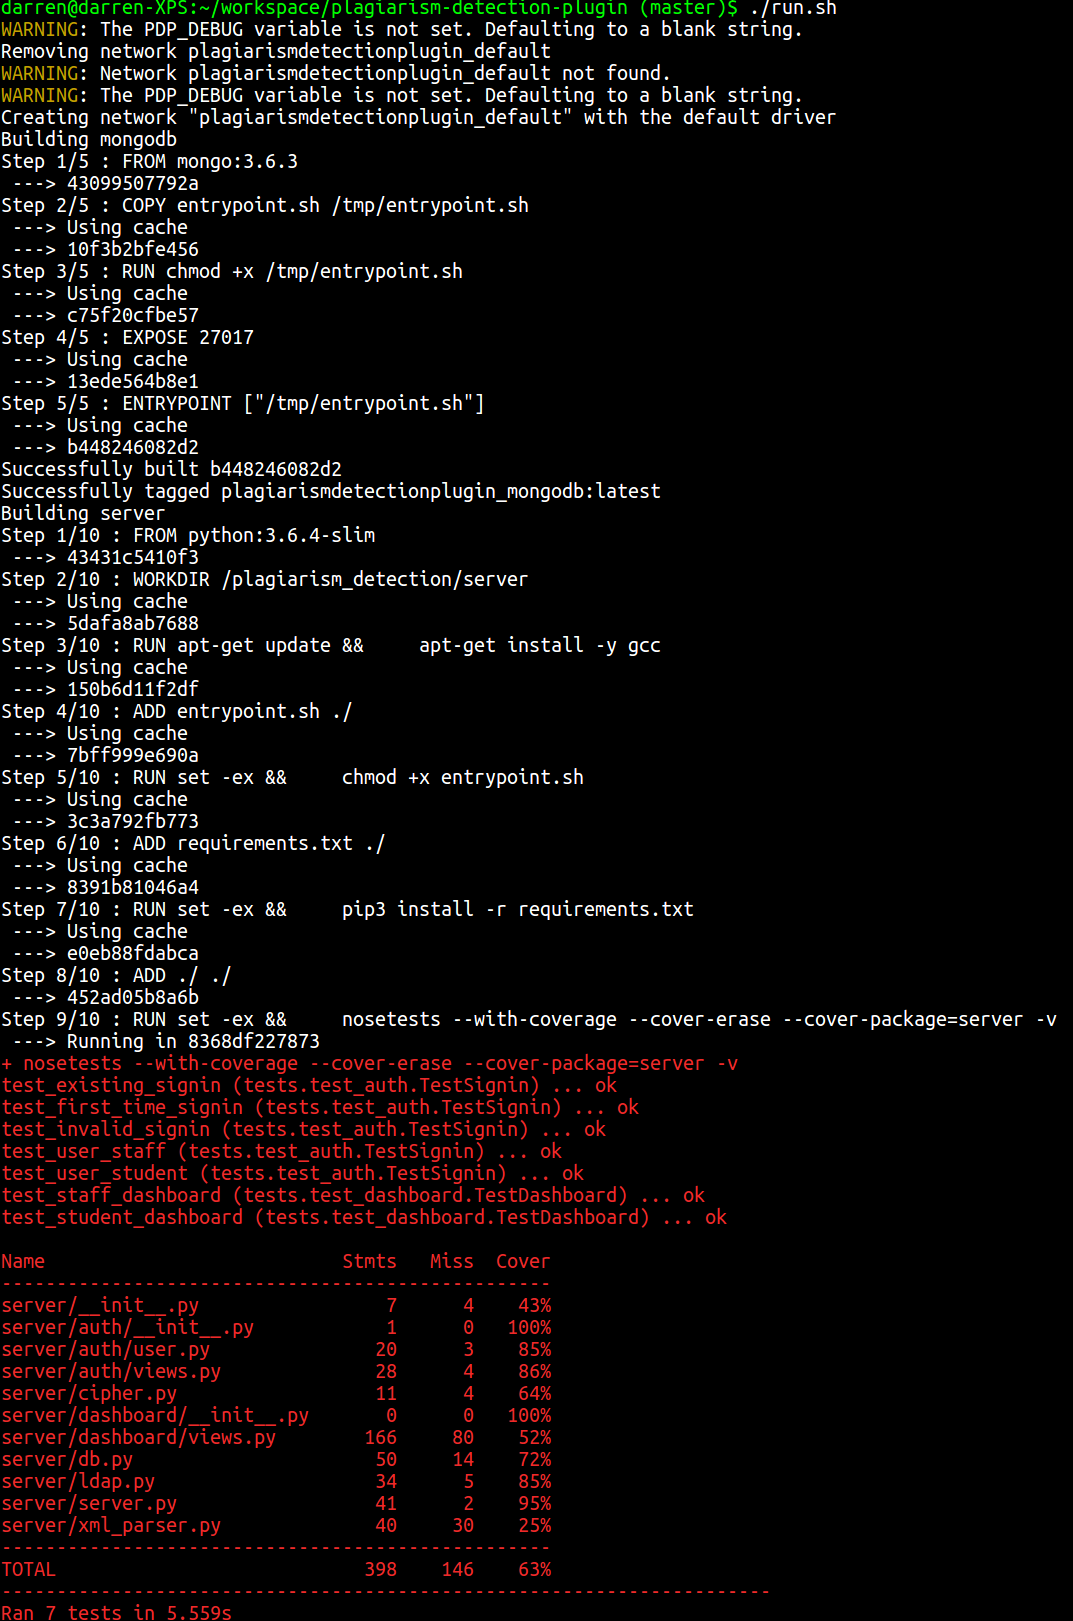 darren@darren-XPS:~/workspace/plagiarism-detection-plugin (master)$ ./run.sh
WARNING: The PDP_DEBUG variable is not set. Defaulting to a blank string.
Removing network plagiarismdetectionplugin_default
WARNING: Network plagiarismdetectionplugin_default not found.
WARNING: The PDP_DEBUG variable is not set. Defaulting to a blank string.
Creating network "plagiarismdetectionplugin_default" with the default driver
Building mongodb
Step 1/5 : FROM mongo:3.6.3
 ---> 43099507792a
Step 2/5 : COPY entrypoint.sh /tmp/entrypoint.sh
 ---> Using cache
 ---> 10f3b2bfe456
Step 3/5 : RUN chmod +x /tmp/entrypoint.sh
 ---> Using cache
 ---> c75f20cfbe57
Step 4/5 : EXPOSE 27017
 ---> Using cache
 ---> 13ede564b8e1
Step 5/5 : ENTRYPOINT ["/tmp/entrypoint.sh"]
 ---> Using cache
 ---> b448246082d2
Successfully built b448246082d2
Successfully tagged plagiarismdetectionplugin_mongodb:latest
Building server
Step 1/10 : FROM python:3.6.4-slim
 ---> 43431c5410f3
Step 2/10 : WORKDIR /plagiarism_detection/server
 ---> Using cache
 ---> 5dafa8ab7688
Step 3/10 : RUN apt-get update &&     apt-get install -y gcc
 ---> Using cache
 ---> 150b6d11f2df
Step 4/10 : ADD entrypoint.sh ./
 ---> Using cache
 ---> 7bff999e690a
Step 5/10 : RUN set -ex &&     chmod +x entrypoint.sh
 ---> Using cache
 ---> 3c3a792fb773
Step 6/10 : ADD requirements.txt ./
 ---> Using cache
 ---> 8391b81046a4
Step 7/10 : RUN set -ex &&     pip3 install -r requirements.txt
 ---> Using cache
 ---> e0eb88fdabca
Step 8/10 : ADD ./ ./
 ---> 452ad05b8a6b
Step 9/10 : RUN set -ex &&     nosetests --with-coverage --cover-erase --cover-package=server -v
 ---> Running in 8368df227873
+ nosetests --with-coverage --cover-erase --cover-package=server -v
test_existing_signin (tests.test_auth.TestSignin) ... ok
test_first_time_signin (tests.test_auth.TestSignin) ... ok
test_invalid_signin (tests.test_auth.TestSignin) ... ok
test_user_staff (tests.test_auth.TestSignin) ... ok
test_user_student (tests.test_auth.TestSignin) ... ok
test_staff_dashboard (tests.test_dashboard.TestDashboard) ... ok
test_student_dashboard (tests.test_dashboard.TestDashboard) ... ok

Name                           Stmts   Miss  Cover
--------------------------------------------------
server/__init__.py                 7      4    43%
server/auth/__init__.py            1      0   100%
server/auth/user.py               20      3    85%
server/auth/views.py              28      4    86%
server/cipher.py                  11      4    64%
server/dashboard/__init__.py       0      0   100%
server/dashboard/views.py        166     80    52%
server/db.py                      50     14    72%
server/ldap.py                    34      5    85%
server/server.py                  41      2    95%
server/xml_parser.py              40     30    25%
--------------------------------------------------
TOTAL                            398    146    63%
----------------------------------------------------------------------
Ran 7 tests in 5.559s